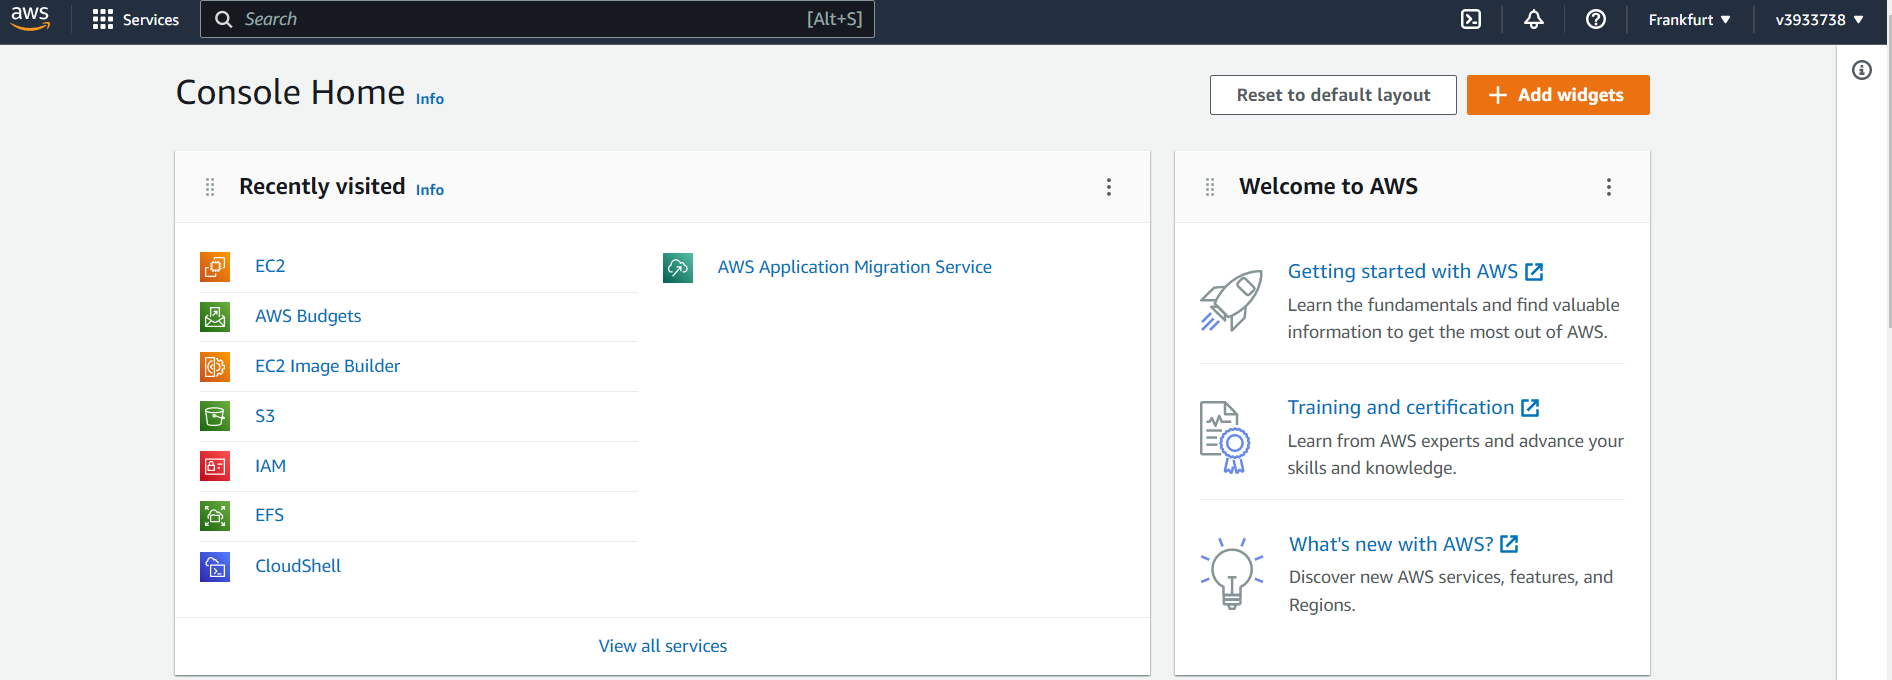 aws
Services
Search
[Alt+S]
Frankfurt
v3933738
Console Home Info
Reset to default layout
Add widgets
Recently visited Info
EC2
AWS Budgets
EC2 Image Builder
S3
IAM
EFS
CloudShell
AWS Application Migration Service
View all services
Welcome to AWS
Getting started with AWS
Learn the fundamentals and find valuable
information to get the most out of AWS.
Training and certification
Learn from AWS experts and advance your
skills and knowledge.
What's new with AWS?
Discover new AWS services, features, and
Regions.